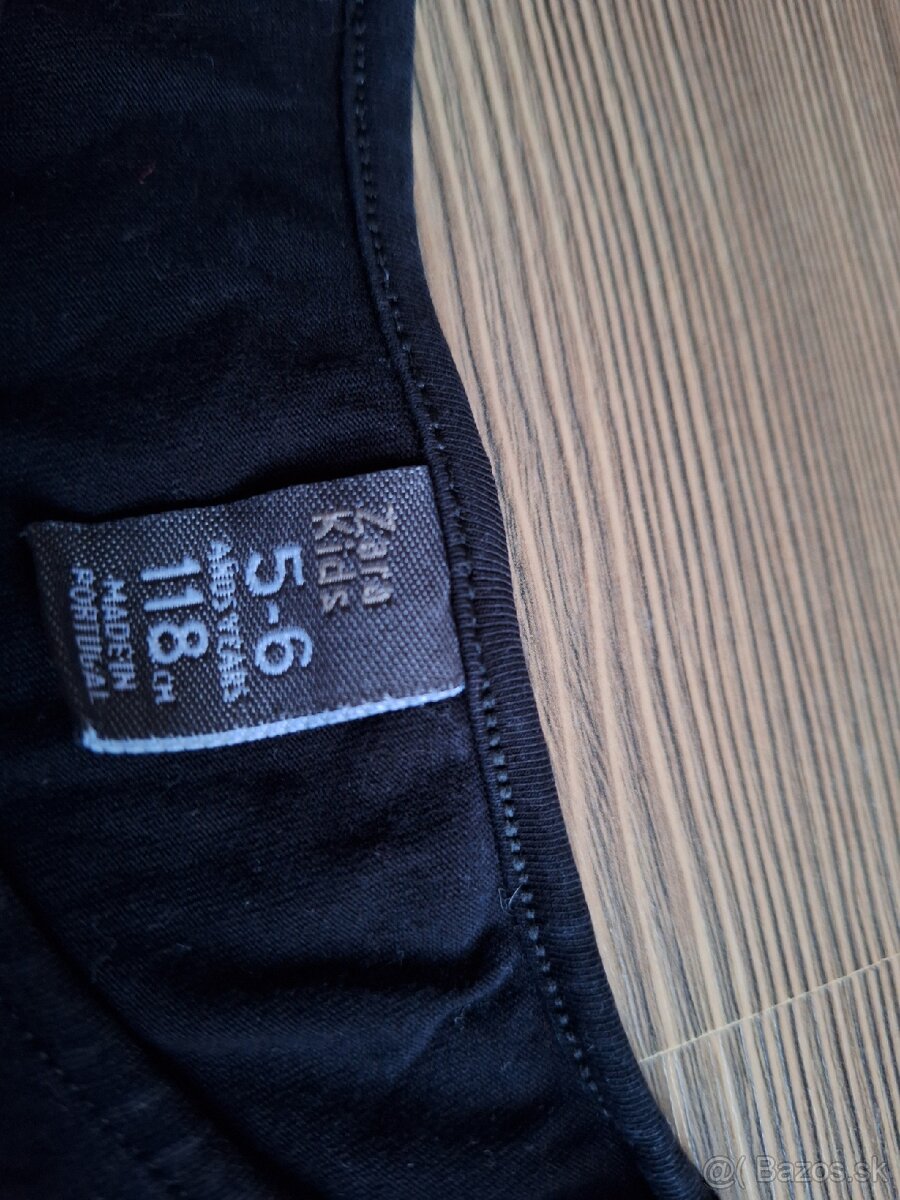 Zara
Kids
5-6
AÑOS YEARS
118 CM
MADE IN
PORTUGAL
@( Bazos.sk